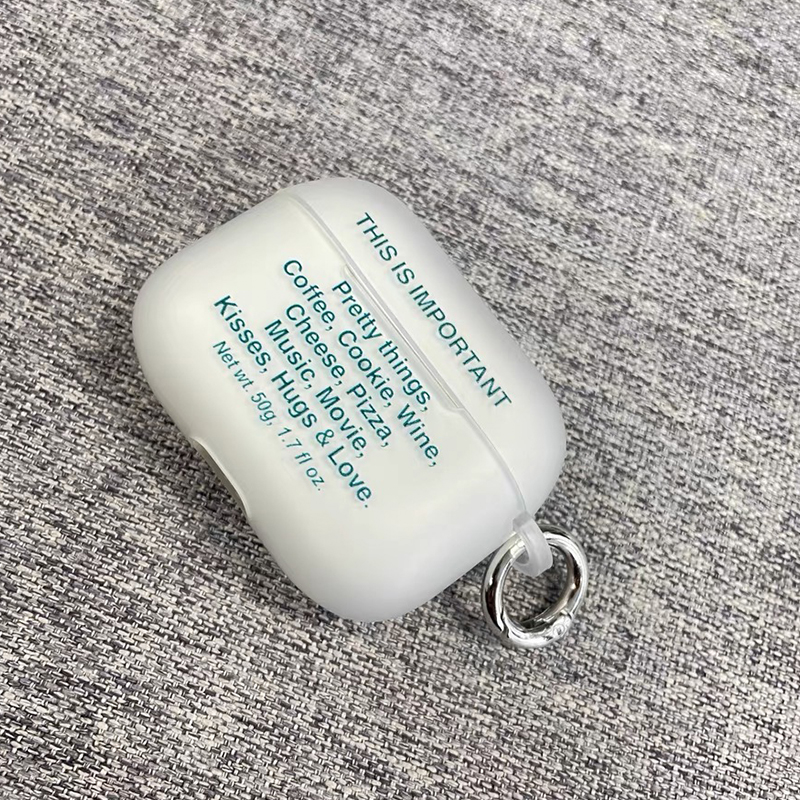 THIS IS IMPORTANT
Pretty things,
Coffee, Cookie, Wine,
Cheese, Pizza,
Music, Movie,
Kisses, Hugs & Love.
Net wt. 50g, 1.7 fl oz.